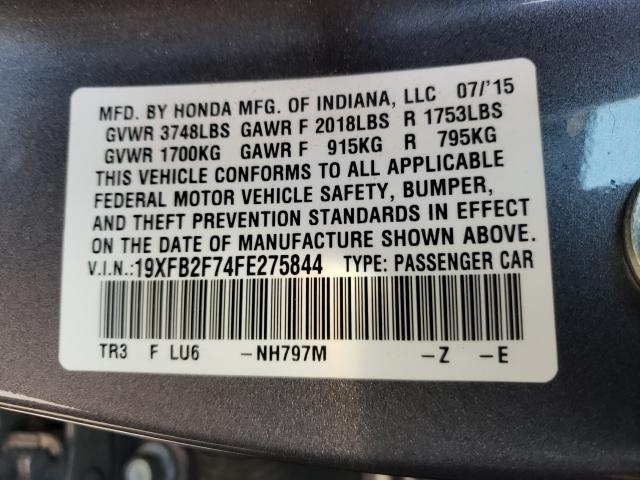 MFD. BY HONDA MFG. OF INDIANA, LLC 07/'15
GVWR 3748LBS GAWR F 2018LBS R 1753LBS
GVWR 1700KG GAWR F 915KG R 795KG
THIS VEHICLE CONFORMS TO ALL APPLICABLE
FEDERAL MOTOR VEHICLE SAFETY, BUMPER,
AND THEFT PREVENTION STANDARDS IN EFFECT
ON THE DATE OF MANUFACTURE SHOWN ABOVE.
V.I.N.:19XFB2F74FE275844 TYPE: PASSENGER CAR
TR3 F LU6 –NH797M –Z –E